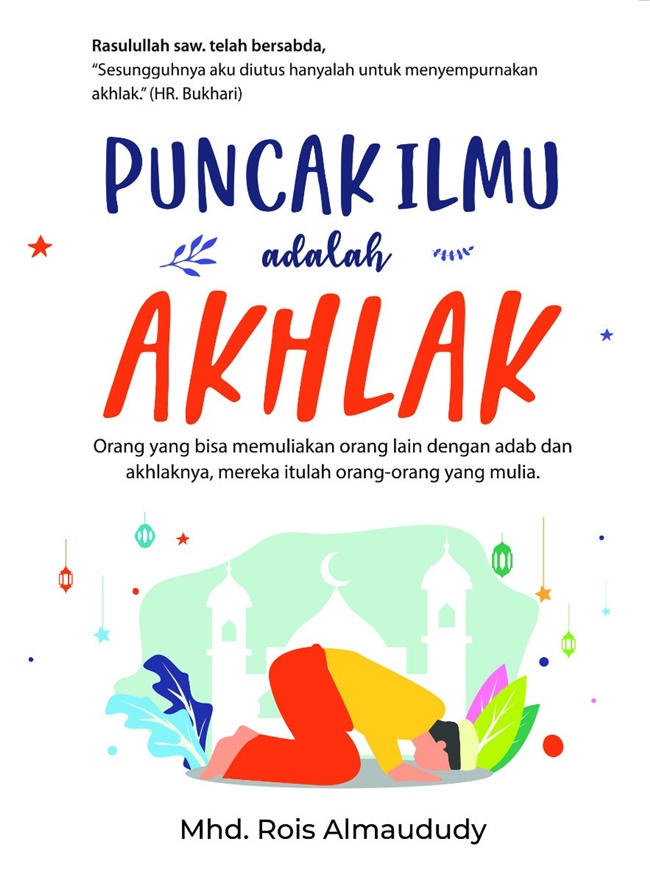 Rasulullah saw. telah bersabda,
“Sesungguhnya aku diutus hanyalah untuk menyempurnakan
akhlak.” (HR. Bukhari)
PUNCAK ILMU
adalah
AKHLAK
Orang yang bisa memuliakan orang lain dengan adab dan
akhlaknya, mereka itulah orang-orang yang mulia.
Mhd. Rois Almaududy